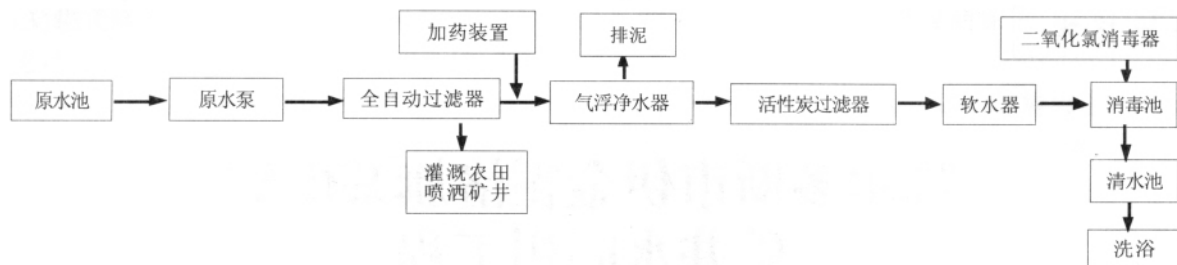 加药装置
排泥
二氧化氯消毒器
原水池
原水泵
全自动过滤器
气浮净水器
活性炭过滤器
软水器
消毒池
灌溉农田
喷洒矿井
清水池
洗浴